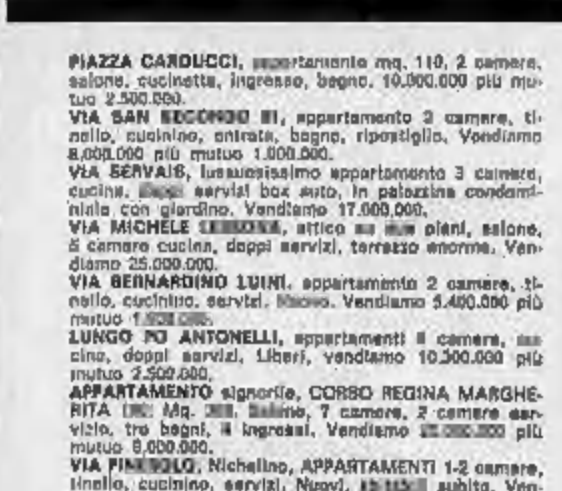 PIAZZA CARDUCCI, appartamento mq. 110, 2 camere,
salone, cucinetta, ingresso, bagno. 10.000.000 più mu-
tuo 2.500.000.
VIA SAN SECONDO, appartamento 2 camere, ti-
nello, cucinino, entrata, bagno, ripostiglio. Vendiamo
8.000.000 più mutuo 1.000.000.
VIA SERVAIS, lussuosissimo appartamento 3 camere,
cucina, servizi box auto, in palazzina condomi-
niale con giardino. Vendiamo 17.000.000.
VIA MICHELE attico piani, salone,
camere cucina, doppi servizi, terrazzo enorme. Ven-
diamo 25.000.000.
VIA BERNARDINO LUINI, appartamento 2 camere, ti-
nello, cucinino, servizi. Vendiamo 5.400.000 più
mutuo
LUNGO PO ANTONELLI, appartamenti camere, cu-
cina, doppi servizi. Liberi, vendiamo 10.500.000 più
mutuo 2.500.000.
APPARTAMENTO signorile, CORSO REGINA MARGHE-
RITA Mq. 7 camere, 2 camere ser-
vizio, tre bagni, ingressi. Vendiamo più
mutuo 8.000.000.
VIA Nichelino, APPARTAMENTI 1-2 camere,
tinello, cucinino, servizi. Nuovi, subito. Ven-